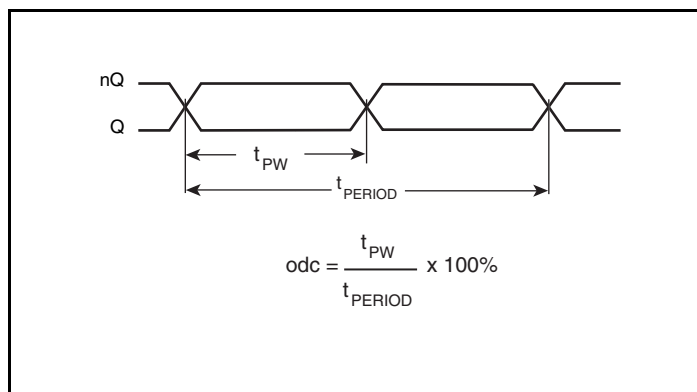 nQ
Q
tPW
tPERIOD
tPW
odc = x 100%
tPERIOD